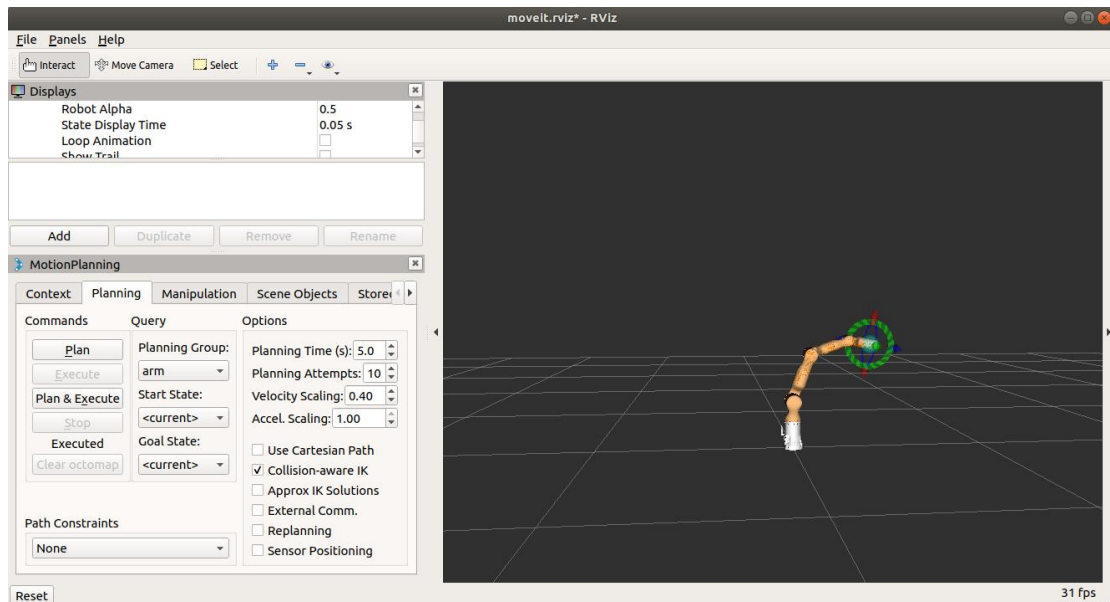 moveit.rviz* - RViz
File Panels Help
Interact Move Camera Select
Displays
Robot Alpha 0.5
State Display Time 0.05 s
Loop Animation
Show Trail
Add Duplicate Remove Rename
MotionPlanning
Context Planning Manipulation Scene Objects Store
Commands Query Options
Plan Planning Group: Planning Time (s): 5.0
Execute arm Planning Attempts: 10
Plan & Execute Start State: Velocity Scaling: 0.40
Stop <current> Accel. Scaling: 1.00
Executed Goal State: Use Cartesian Path
Clear octomap <current> Collision-aware IK
Approx IK Solutions
External Comm.
Path Constraints Replanning
None Sensor Positioning
Reset 31 fps